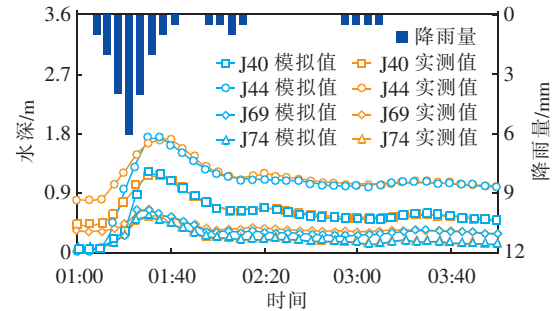 3.6
2.7
1.8
0.9
0
水深/m
0
3
6
9
12
降雨量/mm
降雨量
J40 模拟值
J40 实测值
J44 模拟值
J44 实测值
J69 模拟值
J69 实测值
J74 模拟值
J74 实测值
01:00
01:40
02:20
03:00
03:40
时间